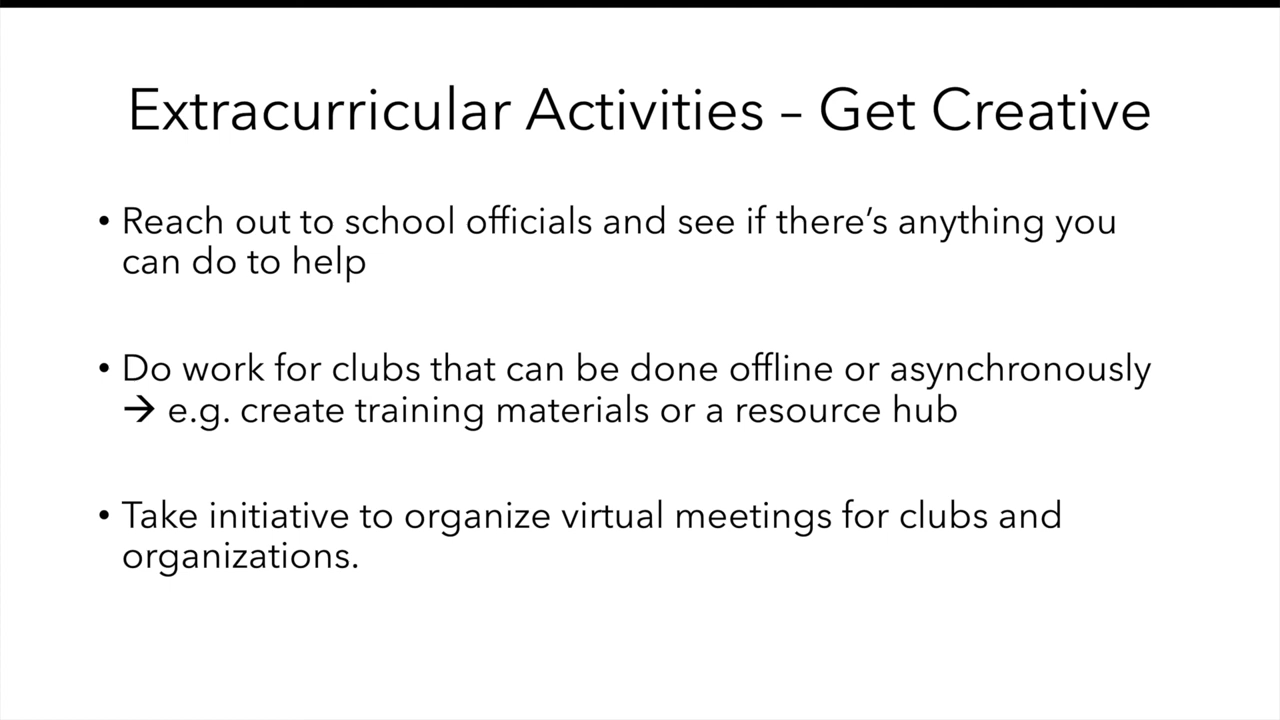 Extracurricular Activities – Get Creative
• Reach out to school officials and see if there’s anything you
can do to help
• Do work for clubs that can be done offline or asynchronously
→ e.g. create training materials or a resource hub
• Take initiative to organize virtual meetings for clubs and
organizations.